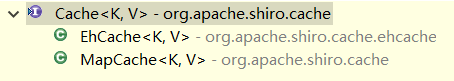 Cache<K, V> - org.apache.shiro.cache
EhCache<K, V> - org.apache.shiro.cache.ehcache
MapCache<K, V> - org.apache.shiro.cache